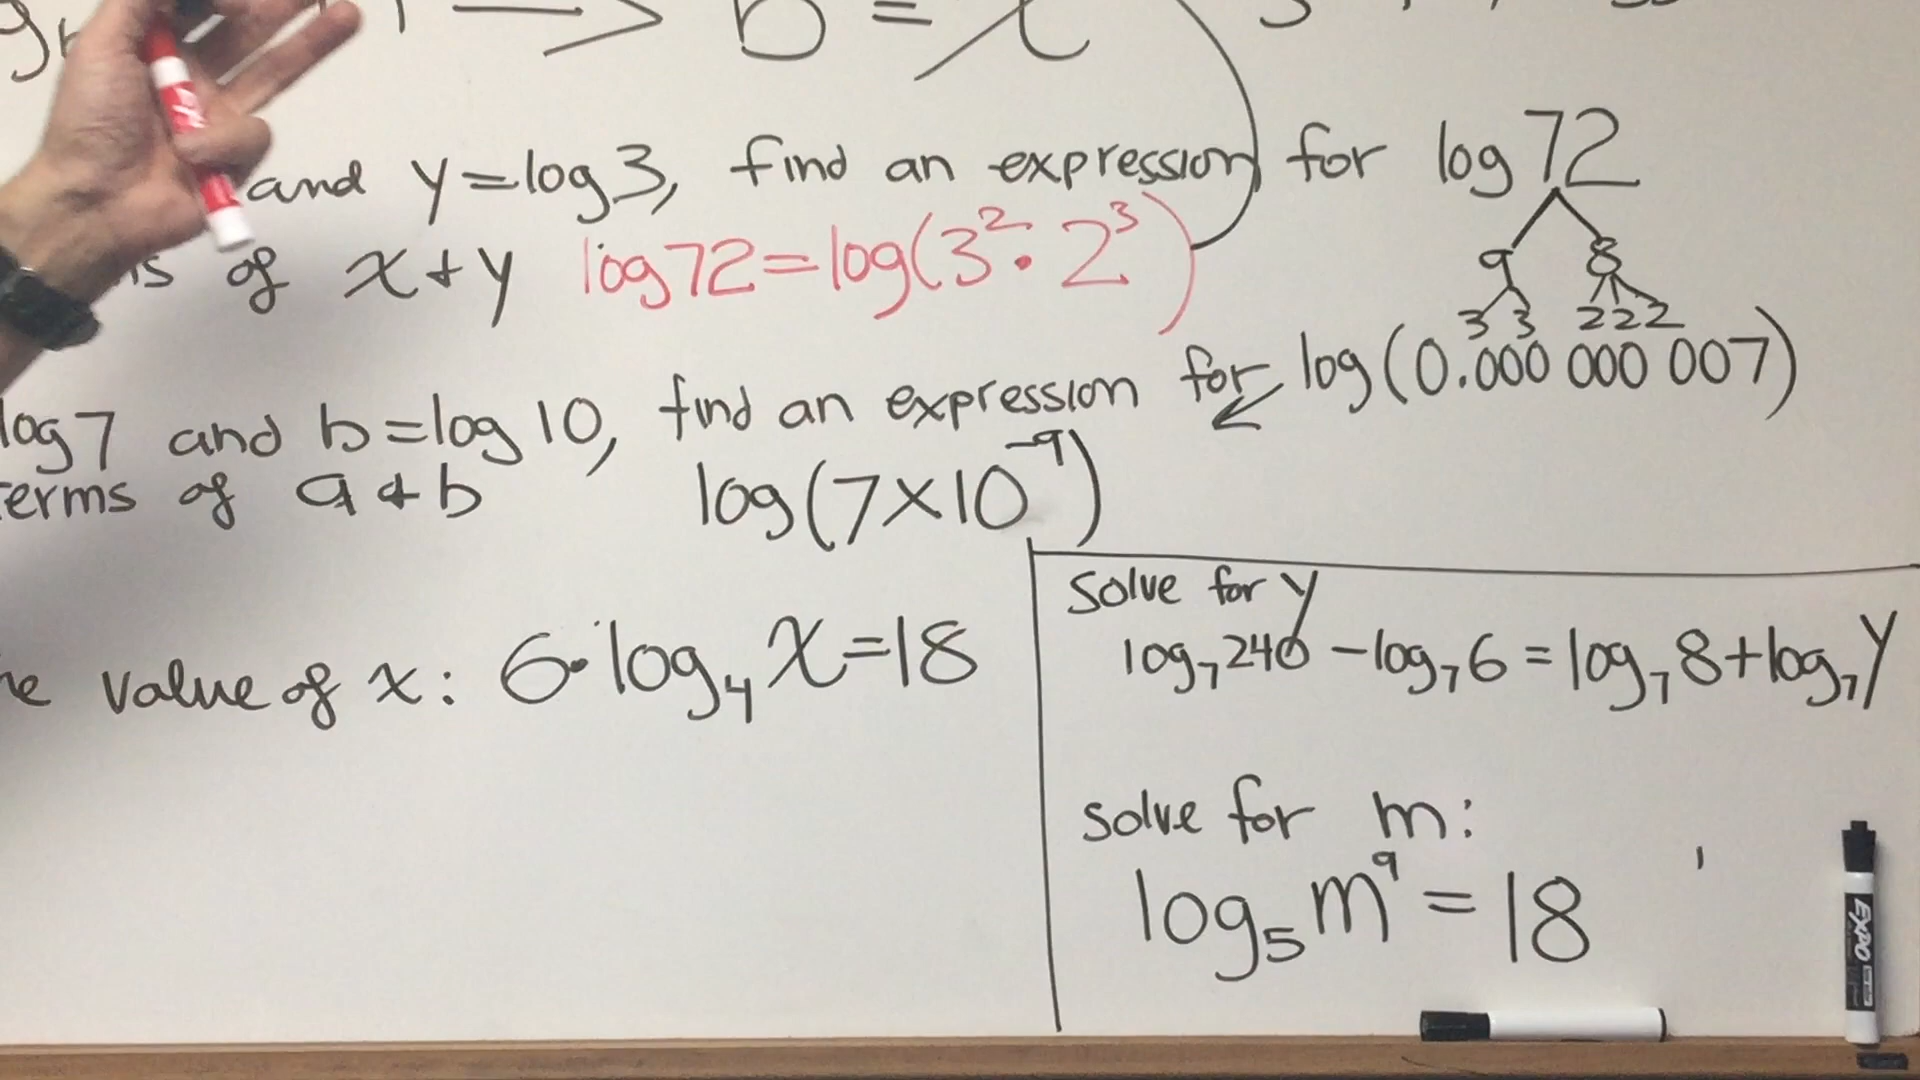 b = x
and y=log3, find an expression for log 72
of x+y log72=log(3²·2³)
9 8
3 3 2 2 2
log7 and b=log10, find an expression for log(0.000 000 007)
terms of a + b log(7×10⁻⁹)
value of x: 6·log₄x=18
Solve for y
log₇240 -log₇6 = log₇8+log₇y
solve for m:
log₅m⁹ = 18
EXPO